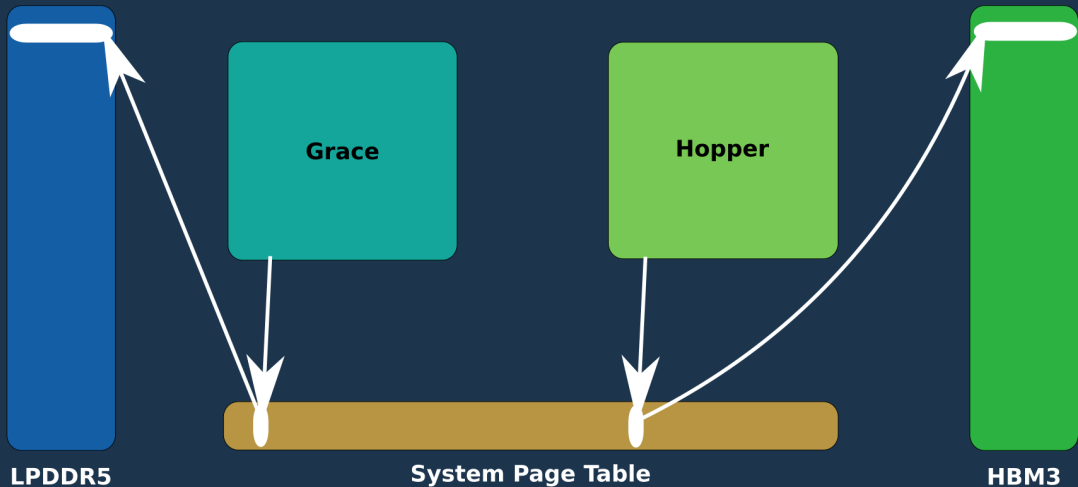 Grace
Hopper
LPDDR5
System Page Table
HBM3